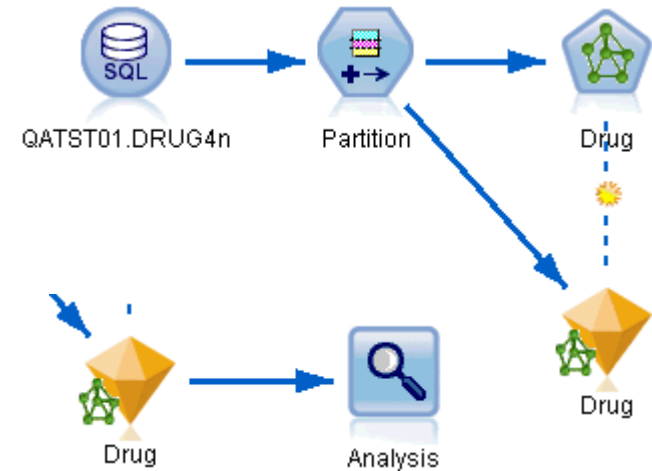 SQL
QATST01.DRUG4n
Partition
Drug
Drug
Drug
Analysis